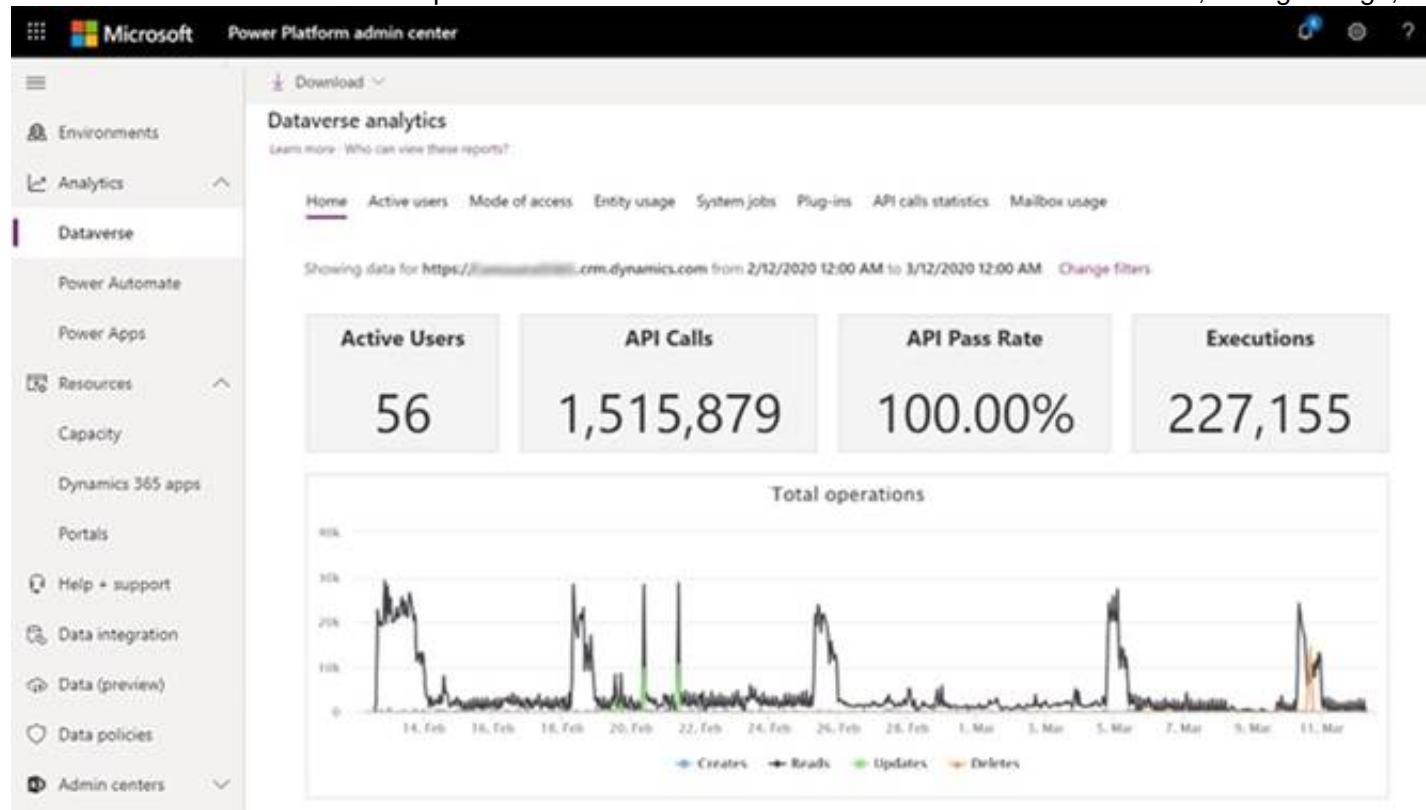 Microsoft Power Platform admin center
?
Download
Dataverse analytics
Learn more · Who can view these reports?
Environments
Analytics
Dataverse
Power Automate
Power Apps
Resources
Capacity
Dynamics 365 apps
Portals
Help + support
Data integration
Data (preview)
Data policies
Admin centers
Home Active users Mode of access Entity usage System jobs Plug-ins API calls statistics Mailbox usage
Showing data for https:// .crm.dynamics.com from 2/12/2020 12:00 AM to 3/12/2020 12:00 AM Change filters
Active Users API Calls API Pass Rate Executions
56 1,515,879 100.00% 227,155
Total operations
40k
30k
20k
10k
0
14. Feb 16. Feb 18. Feb 20. Feb 22. Feb 24. Feb 26. Feb 28. Feb 1. Mar 3. Mar 5. Mar 7. Mar 9. Mar 11. Mar
Creates Reads Updates Deletes